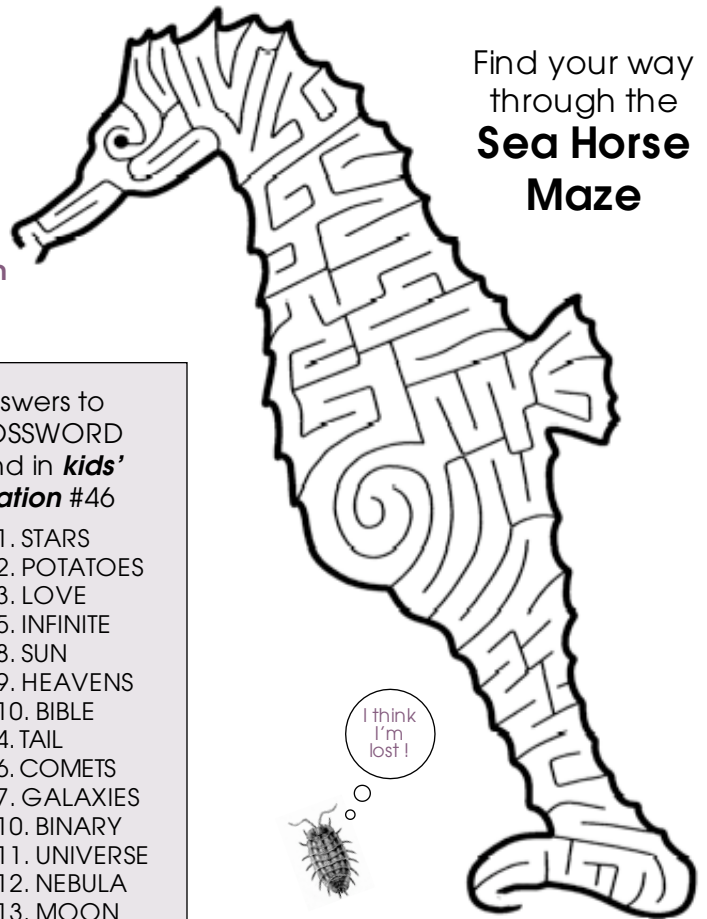 Find your way
through the
Sea Horse
Maze
swers to
OSSWORD
nd in kids’
ation #46
1. STARS
2. POTATOES
3. LOVE
5. INFINITE
8. SUN
9. HEAVENS
10. BIBLE
4. TAIL
6. COMETS
7. GALAXIES
10. BINARY
11. UNIVERSE
12. NEBULA
13. MOON
I think
I’m
lost !